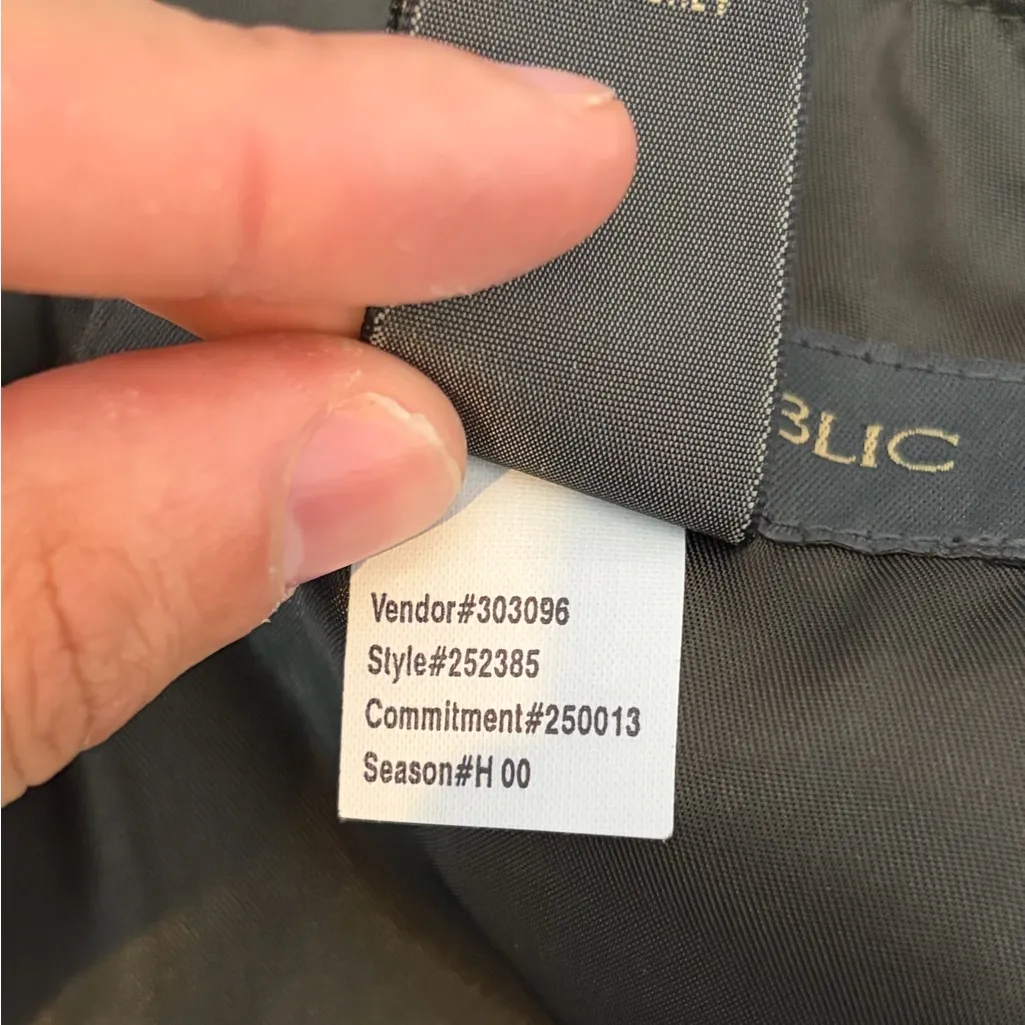 BLIC
Vendor#303096
Style#252385
Commitment#250013
Season#H 00